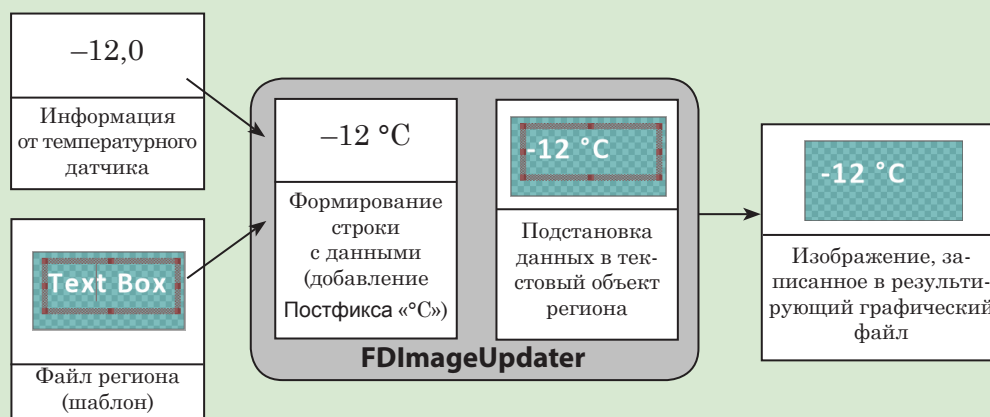 –12,0
Информация
от температурного
датчика
Text Box
Файл региона
(шаблон)
–12 °C
Формирование
строки
с данными
(добавление
Постфикса «°C»)
-12 °C
Подстановка
данных в тек-
стовый объект
региона
FDImageUpdater
-12 °C
Изображение, за-
писанное в результи-
рующий графический
файл